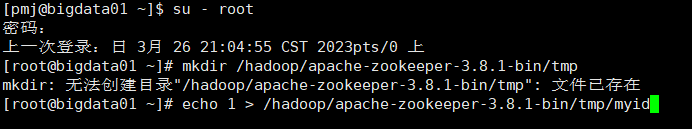 [pmj@bigdata01 ~]$ su - root
密码：
上一次登录：日 3月 26 21:04:55 CST 2023pts/0 上
[root@bigdata01 ~]# mkdir /hadoop/apache-zookeeper-3.8.1-bin/tmp
mkdir: 无法创建目录"/hadoop/apache-zookeeper-3.8.1-bin/tmp": 文件已存在
[root@bigdata01 ~]# echo 1 > /hadoop/apache-zookeeper-3.8.1-bin/tmp/myid